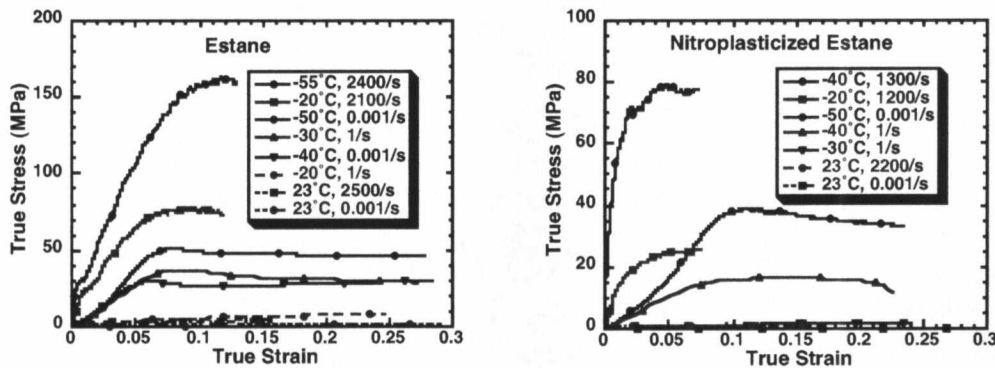 Estane
True Stress (MPa)
200
150
100
50
0
-55°C, 2400/s
-20°C, 2100/s
-50°C, 0.001/s
-30°C, 1/s
-40°C, 0.001/s
-20°C, 1/s
23°C, 2500/s
23°C, 0.001/s
0 0.05 0.1 0.15 0.2 0.25 0.3
True Strain
Nitroplasticized Estane
True Stress (MPa)
100
80
60
40
20
0
-40°C, 1300/s
-20°C, 1200/s
-50°C, 0.001/s
-40°C, 1/s
-30°C, 1/s
23°C, 2200/s
23°C, 0.001/s
0 0.05 0.1 0.15 0.2 0.25 0.3
True Strain